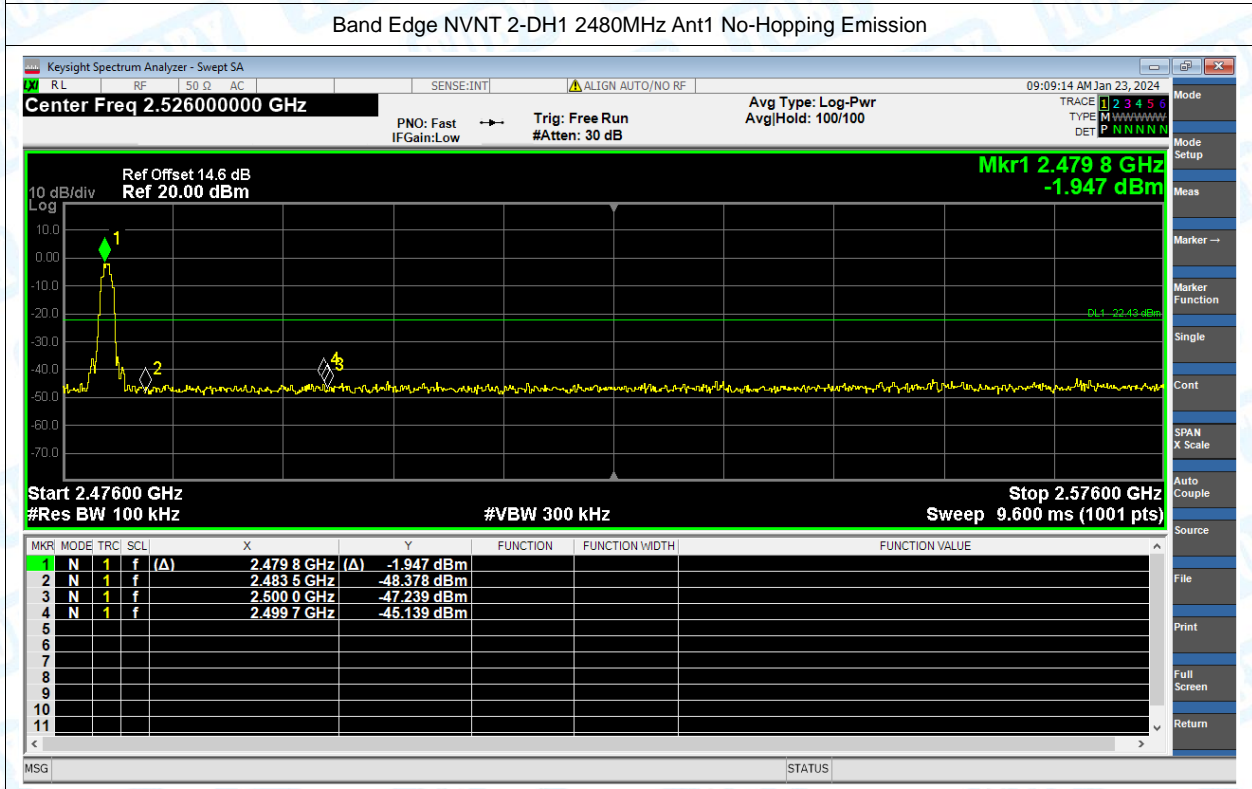 Band Edge NVNT 2-DH1 2480MHz Ant1 No-Hopping Emission
Keysight Spectrum Analyzer - Swept SA
LXI RL RF 50 Ω AC SENSE:INT ALIGN AUTO/NO RF 09:09:14 AM Jan 23, 2024
Center Freq 2.526000000 GHz
PNO: Fast
IFGain:Low
Trig: Free Run
#Atten: 30 dB
Avg Type: Log-Pwr
Avg|Hold: 100/100
TRACE 1 2 3 4 5 6
TYPE M WWWWW
DET P N N N N N
Mkr1 2.479 8 GHz
-1.947 dBm
Ref Offset 14.6 dB
10 dB/div Ref 20.00 dBm
Log
10.0
0.00
-10.0
-20.0
-30.0
-40.0
-50.0
-60.0
-70.0
1
2
4
3
DL1 -22.43 dBm
Start 2.47600 GHz Stop 2.57600 GHz
#Res BW 100 kHz #VBW 300 kHz Sweep 9.600 ms (1001 pts)
MKR MODE TRC SCL X Y FUNCTION FUNCTION WIDTH FUNCTION VALUE
1 N 1 f (Δ) 2.479 8 GHz (Δ) -1.947 dBm
2 N 1 f 2.483 5 GHz -48.378 dBm
3 N 1 f 2.500 0 GHz -47.239 dBm
4 N 1 f 2.499 7 GHz -45.139 dBm
5
6
7
8
9
10
11
MSG STATUS
Mode
Mode
Setup
Meas
Marker →
Marker
Function
Single
Cont
SPAN
X Scale
Auto
Couple
Source
File
Print
Full
Screen
Return